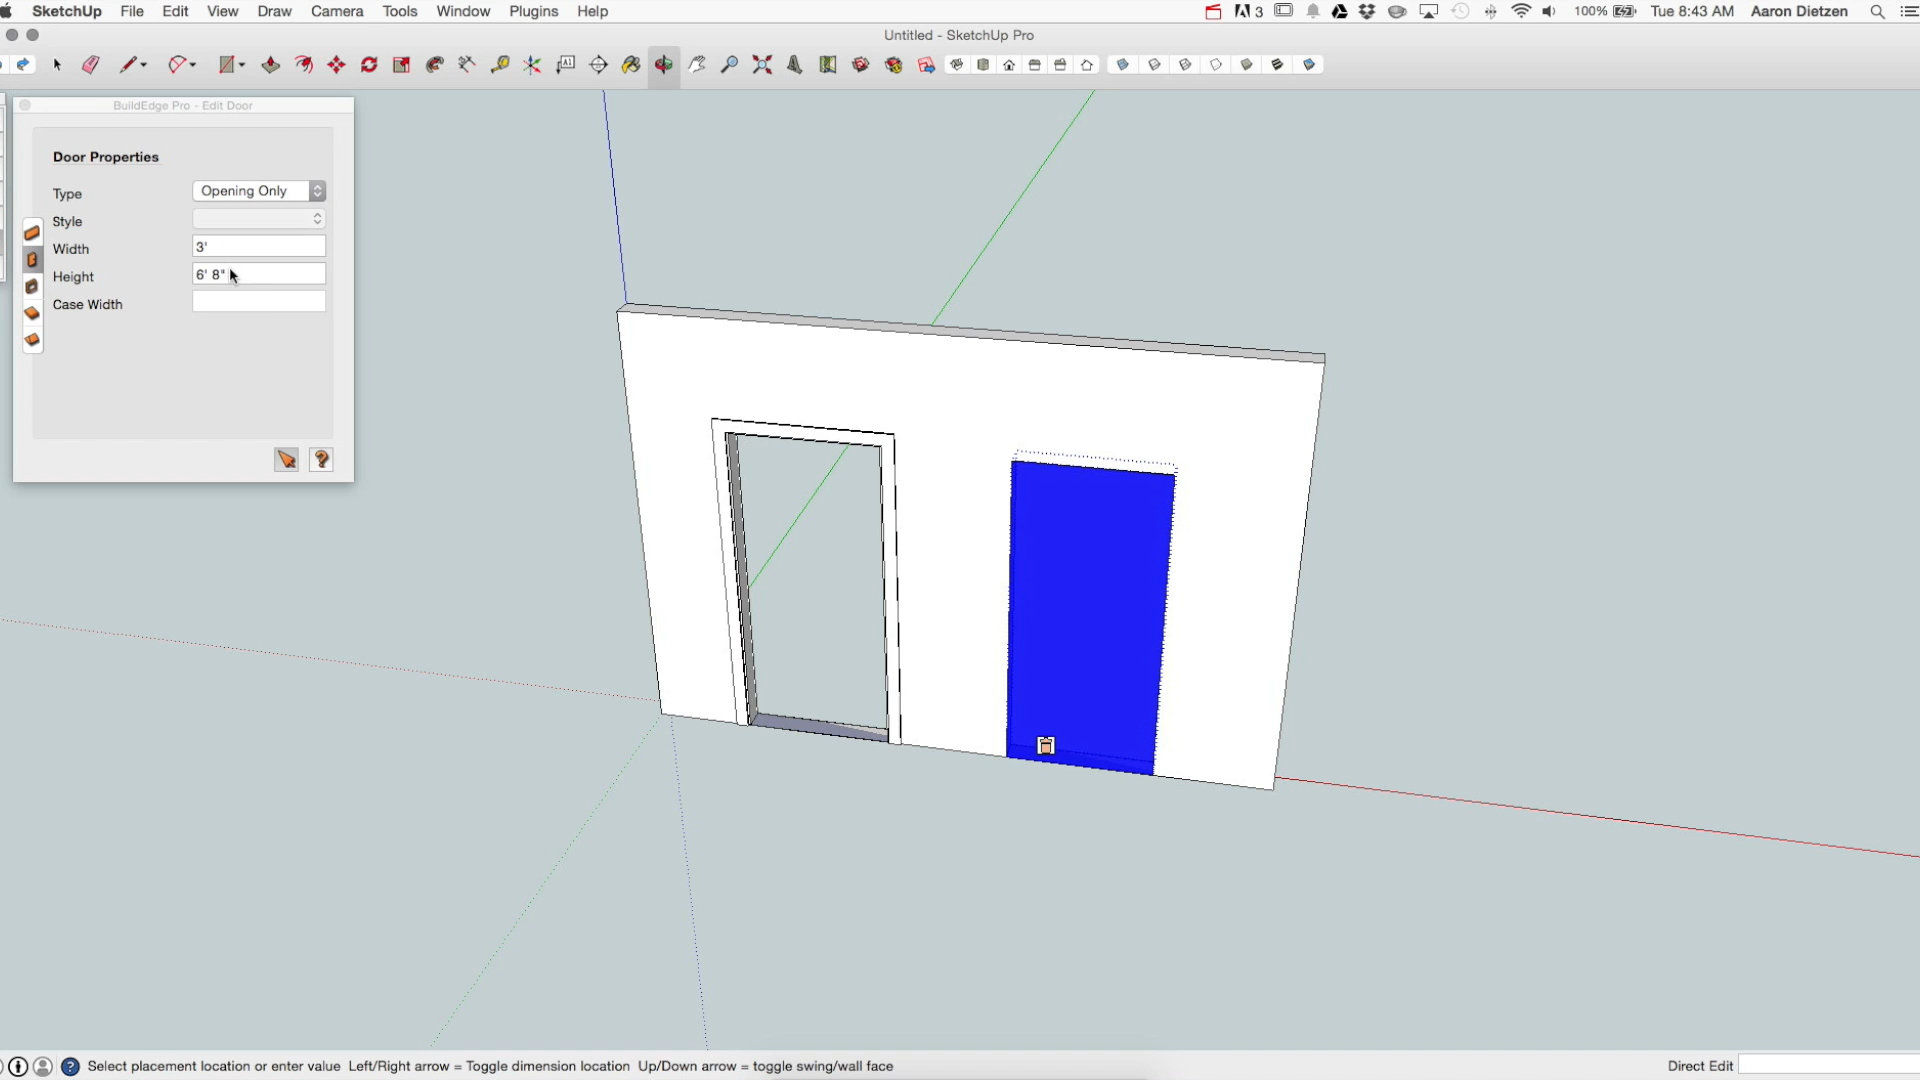 SketchUp File Edit View Draw Camera Tools Window Plugins Help 3 100% Tue 8:43 AM Aaron Dietzen
Untitled - SketchUp Pro
A1
BuildEdge Pro - Edit Door
Door Properties
Type Opening Only
Style
Width 3'
Height 6' 8"
Case Width
?
? Select placement location or enter value Left/Right arrow = Toggle dimension location Up/Down arrow = toggle swing/wall face Direct Edit